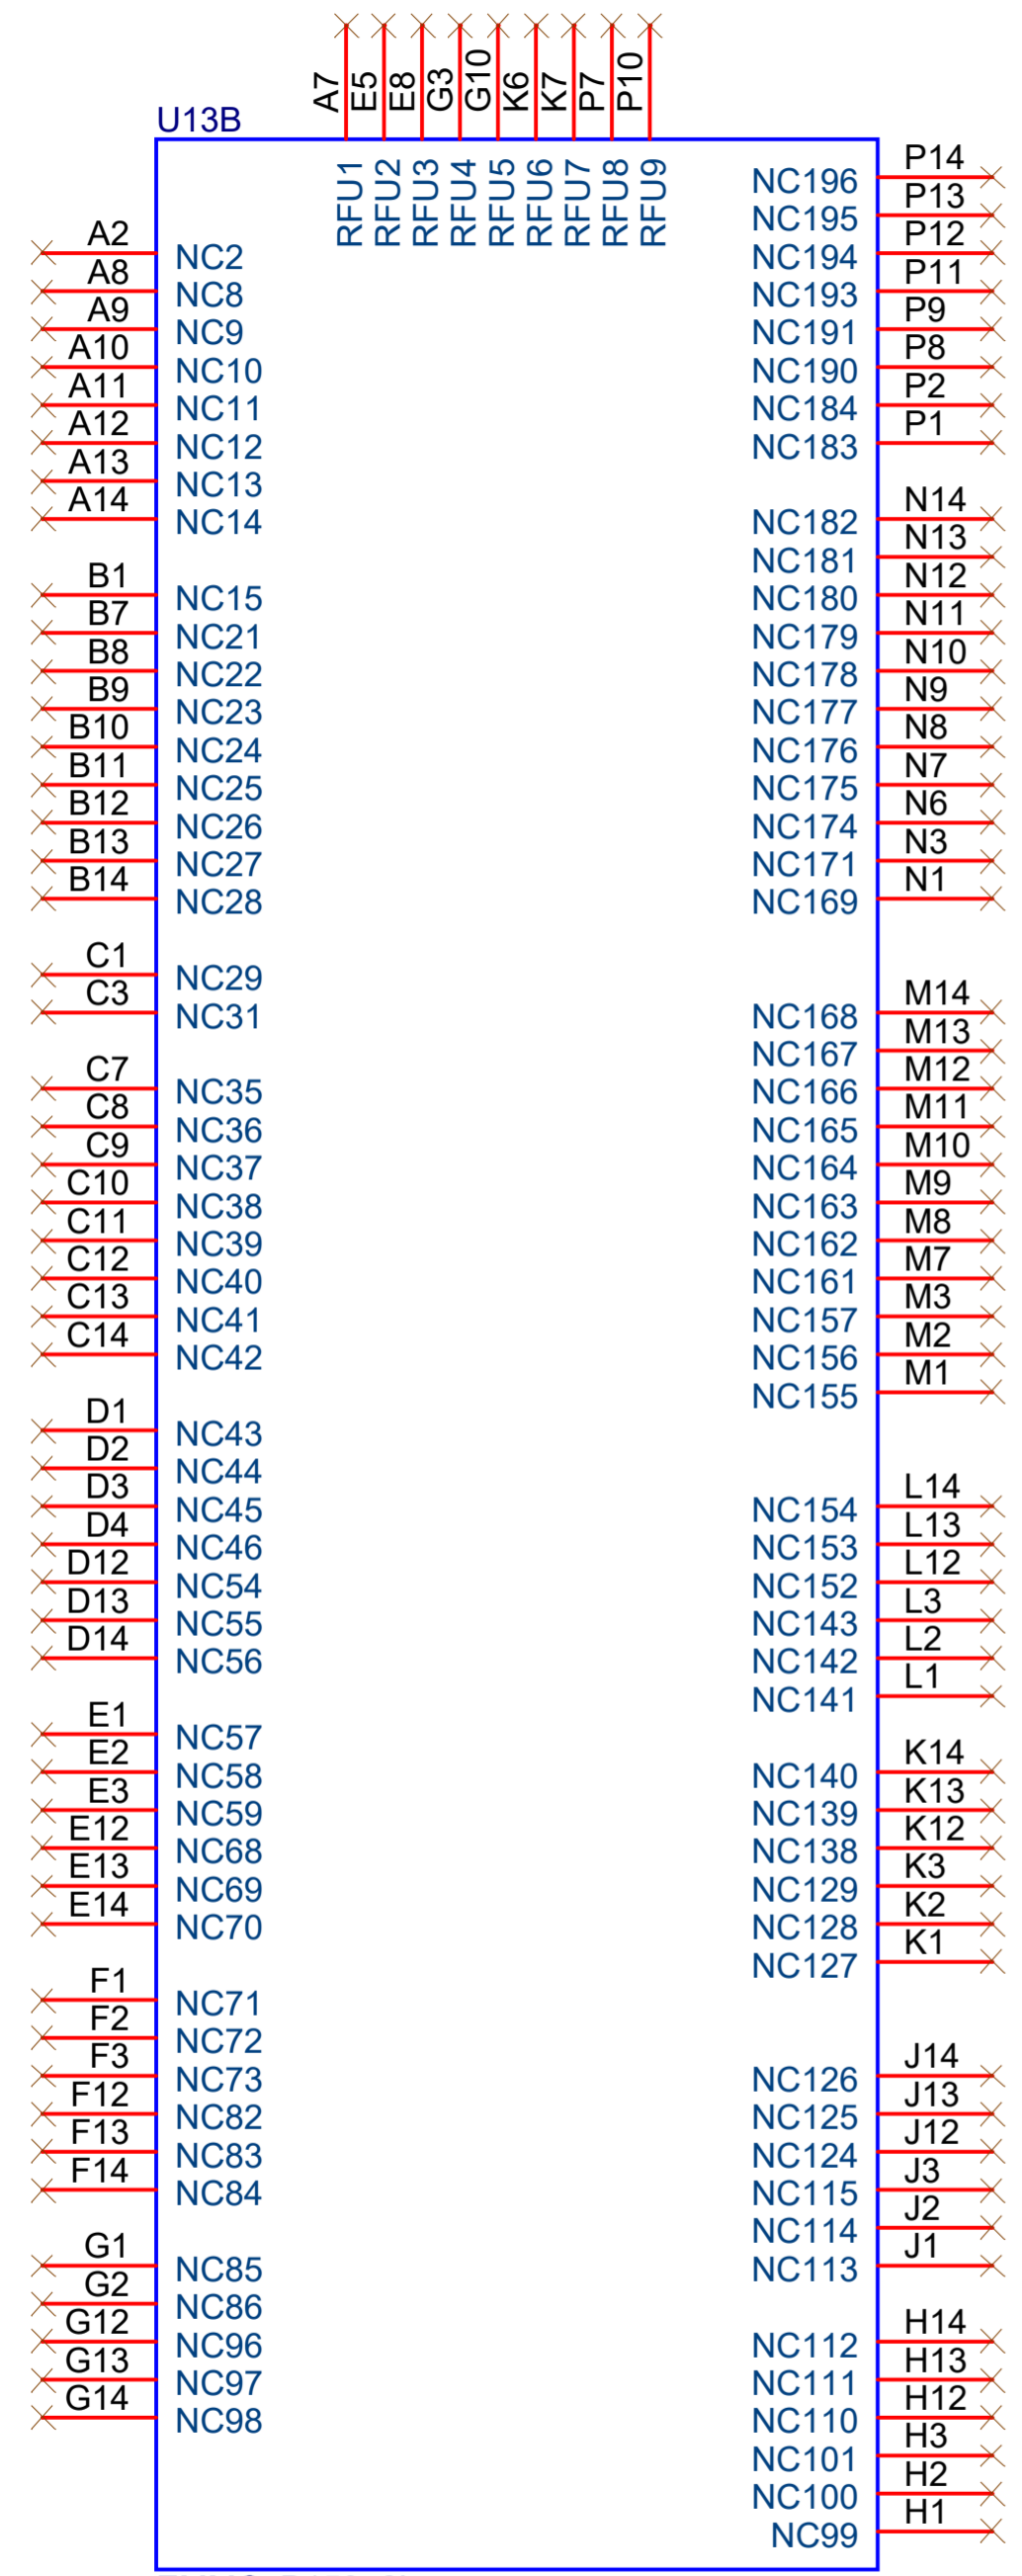 A7 E5 E8 G3 G10 K6 K7 P7 P10
U13B
RFU1 RFU2 RFU3 RFU4 RFU5 RFU6 RFU7 RFU8 RFU9
A2 NC2
A8 NC8
A9 NC9
A10 NC10
A11 NC11
A12 NC12
A13 NC13
A14 NC14
B1 NC15
B7 NC21
B8 NC22
B9 NC23
B10 NC24
B11 NC25
B12 NC26
B13 NC27
B14 NC28
C1 NC29
C3 NC31
C7 NC35
C8 NC36
C9 NC37
C10 NC38
C11 NC39
C12 NC40
C13 NC41
C14 NC42
D1 NC43
D2 NC44
D3 NC45
D4 NC46
D12 NC54
D13 NC55
D14 NC56
E1 NC57
E2 NC58
E3 NC59
E12 NC68
E13 NC69
E14 NC70
F1 NC71
F2 NC72
F3 NC73
F12 NC82
F13 NC83
F14 NC84
G1 NC85
G2 NC86
G12 NC96
G13 NC97
G14 NC98
NC196 P14
NC195 P13
NC194 P12
NC193 P11
NC191 P9
NC190 P8
NC184 P2
NC183 P1
NC182 N14
NC181 N13
NC180 N12
NC179 N11
NC178 N10
NC177 N9
NC176 N8
NC175 N7
NC174 N6
NC171 N3
NC169 N1
NC168 M14
NC167 M13
NC166 M12
NC165 M11
NC164 M10
NC163 M9
NC162 M8
NC161 M7
NC157 M3
NC156 M2
NC155 M1
NC154 L14
NC153 L13
NC152 L12
NC143 L3
NC142 L2
NC141 L1
NC140 K14
NC139 K13
NC138 K12
NC129 K3
NC128 K2
NC127 K1
NC126 J14
NC125 J13
NC124 J12
NC115 J3
NC114 J2
NC113 J1
NC112 H14
NC111 H13
NC110 H12
NC101 H3
NC100 H2
NC99 H1